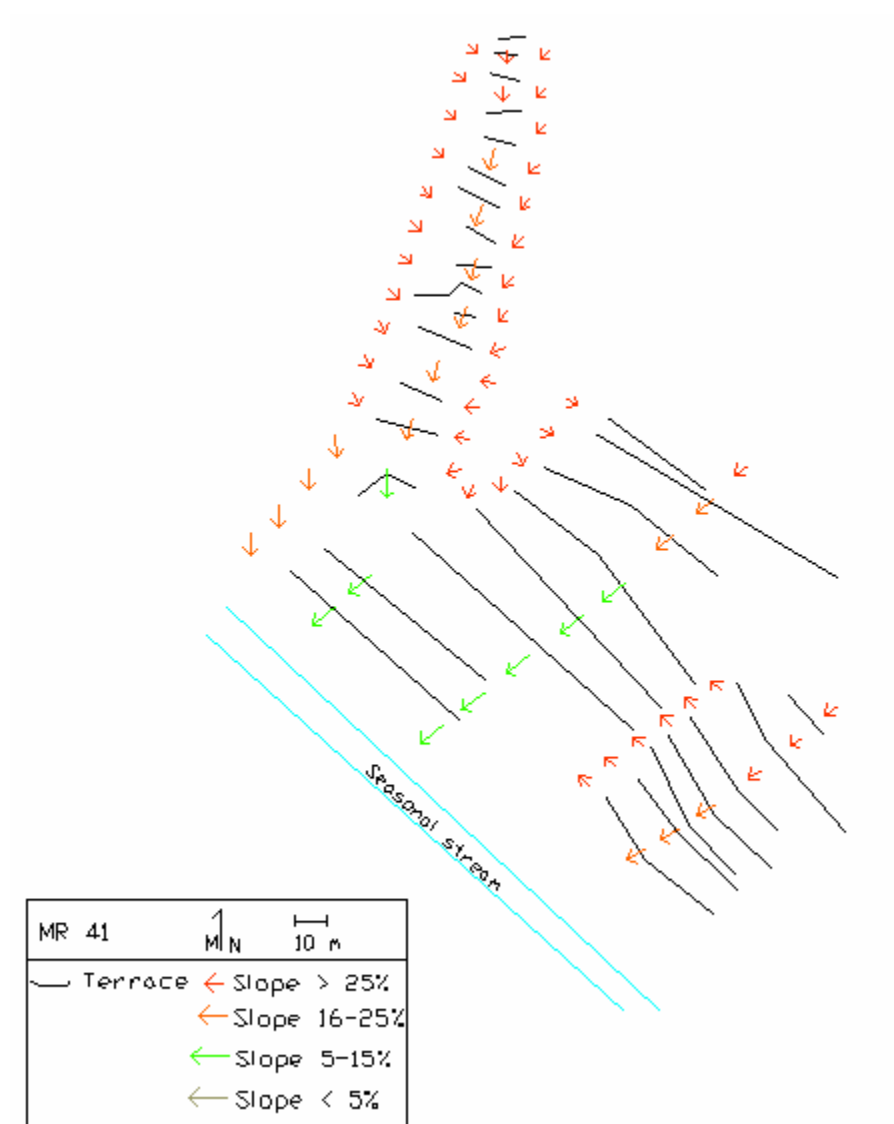 Seasonal stream
MR 41
M N
10 m
Terrace
Slope > 25%
Slope 16-25%
Slope 5-15%
Slope < 5%